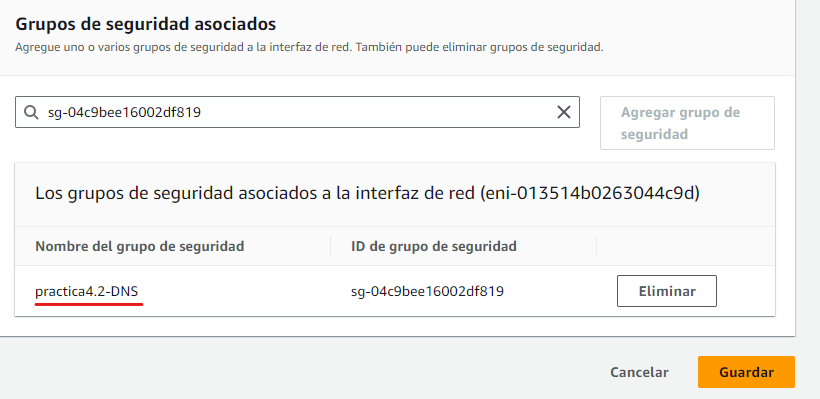 Grupos de seguridad asociados
Agregue uno o varios grupos de seguridad a la interfaz de red. También puede eliminar grupos de seguridad.
sg-04c9bee16002df819
Agregar grupo de
seguridad
Los grupos de seguridad asociados a la interfaz de red (eni-013514b0263044c9d)
Nombre del grupo de seguridad
ID de grupo de seguridad
practica4.2-DNS
sg-04c9bee16002df819
Eliminar
Cancelar
Guardar